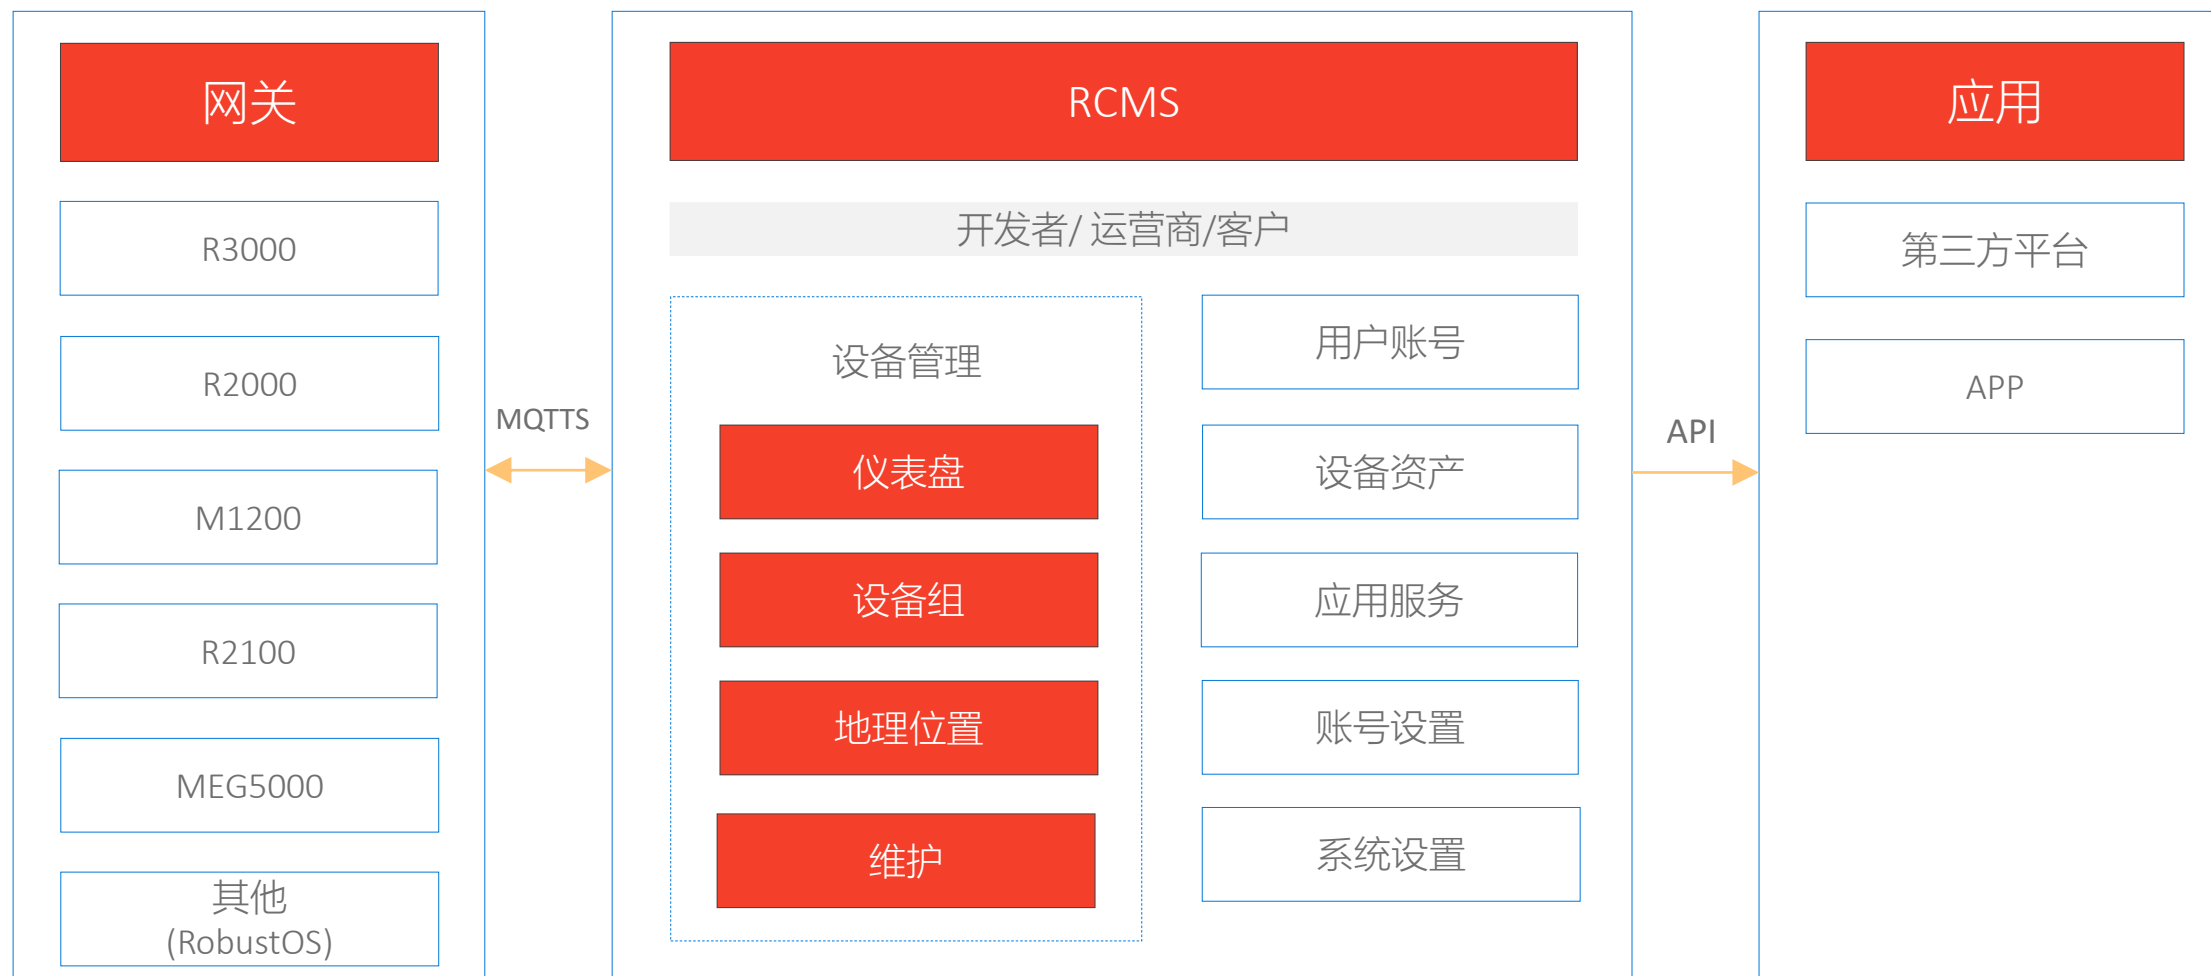 网关
R3000
R2000
M1200
R2100
MEG5000
其他
(RobustOS)
MQTTS
RCMS
开发者/ 运营商/客户
设备管理
仪表盘
设备组
地理位置
维护
用户账号
设备资产
应用服务
账号设置
系统设置
API
应用
第三方平台
APP